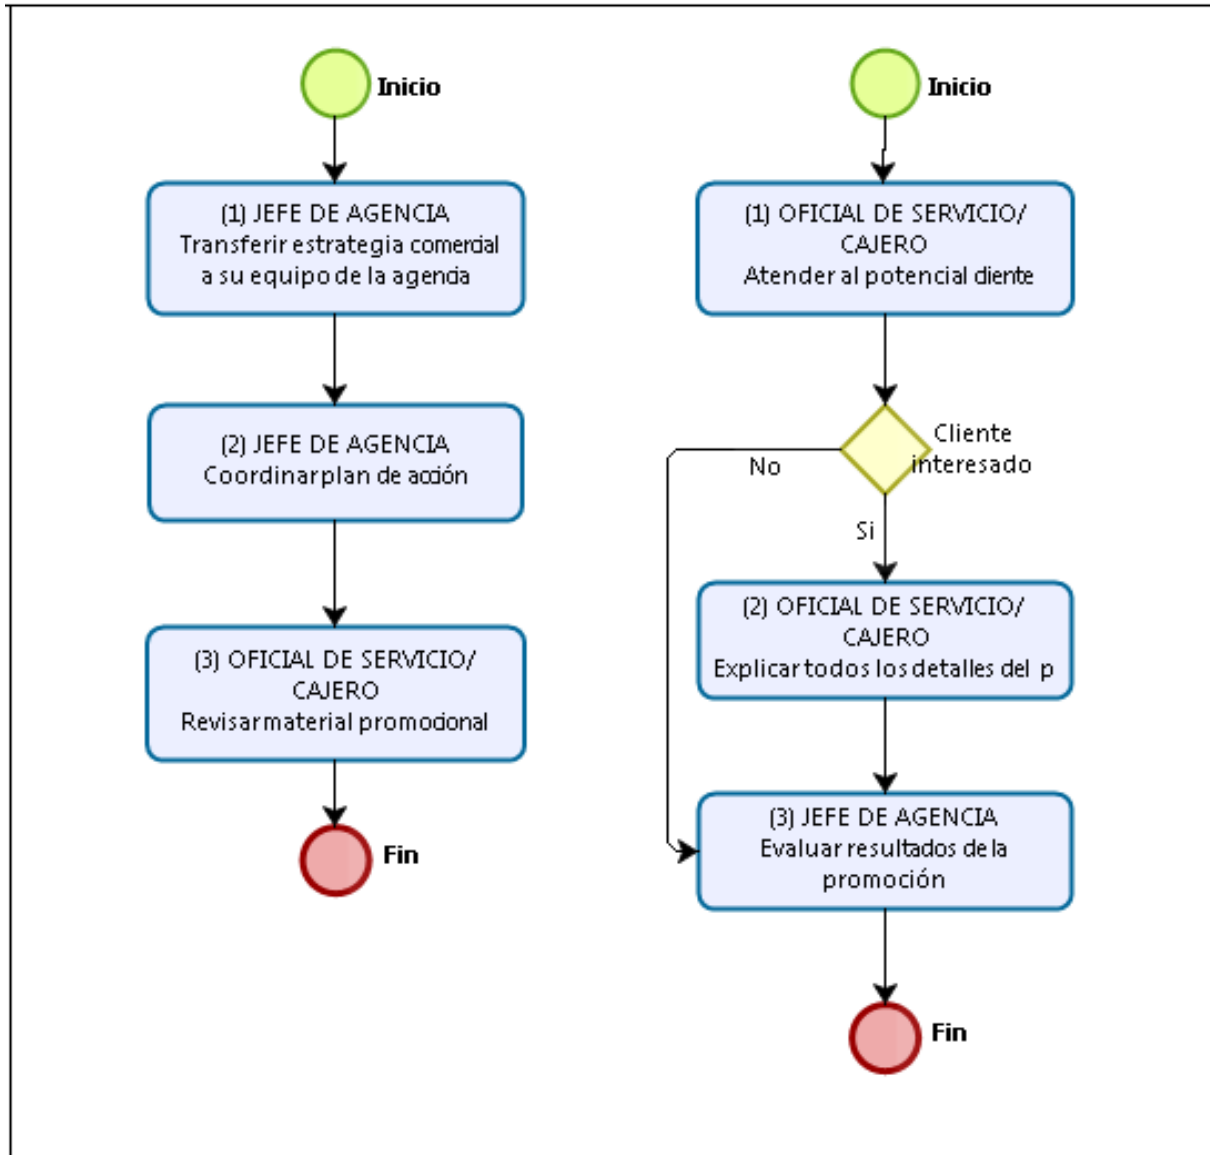 Inicio
(1) JEFE DE AGENCIA
Transferir estrategia comercial
a su equipo de la agencia
(2) JEFE DE AGENCIA
Coordinar plan de acción
(3) OFICIAL DE SERVICIO/
CAJERO
Revisar material promocional
Fin
Inicio
(1) OFICIAL DE SERVICIO/
CAJERO
Atender al potencial cliente
Cliente
interesado
No
Si
(2) OFICIAL DE SERVICIO/
CAJERO
Explicar todos los detalles del p
(3) JEFE DE AGENCIA
Evaluar resultados de la
promoción
Fin